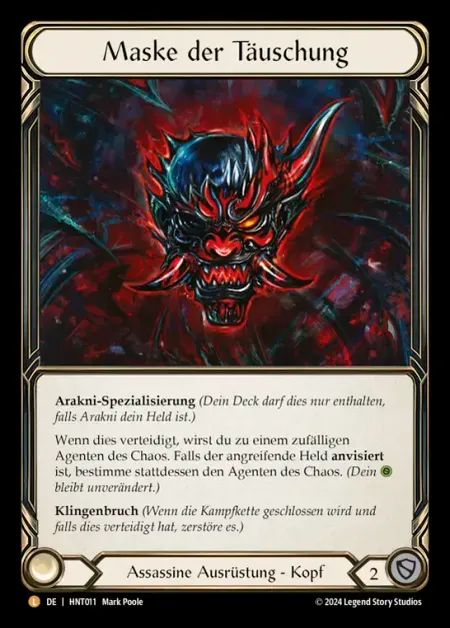 Maske der Täuschung
Arakni-Spezialisierung (Dein Deck darf dies nur enthalten,
falls Arakni dein Held ist.)
Wenn dies verteidigt, wirst du zu einem zufälligen
Agenten des Chaos. Falls der angreifende Held anvisiert
ist, bestimme stattdessen den Agenten des Chaos. (Dein
bleibt unverändert.)
Klingenbruch (Wenn die Kampfkette geschlossen wird und
falls dies verteidigt hat, zerstöre es.)
Assassine Ausrüstung - Kopf
2
L DE | HNT011 Mark Poole
© 2024 Legend Story Studios